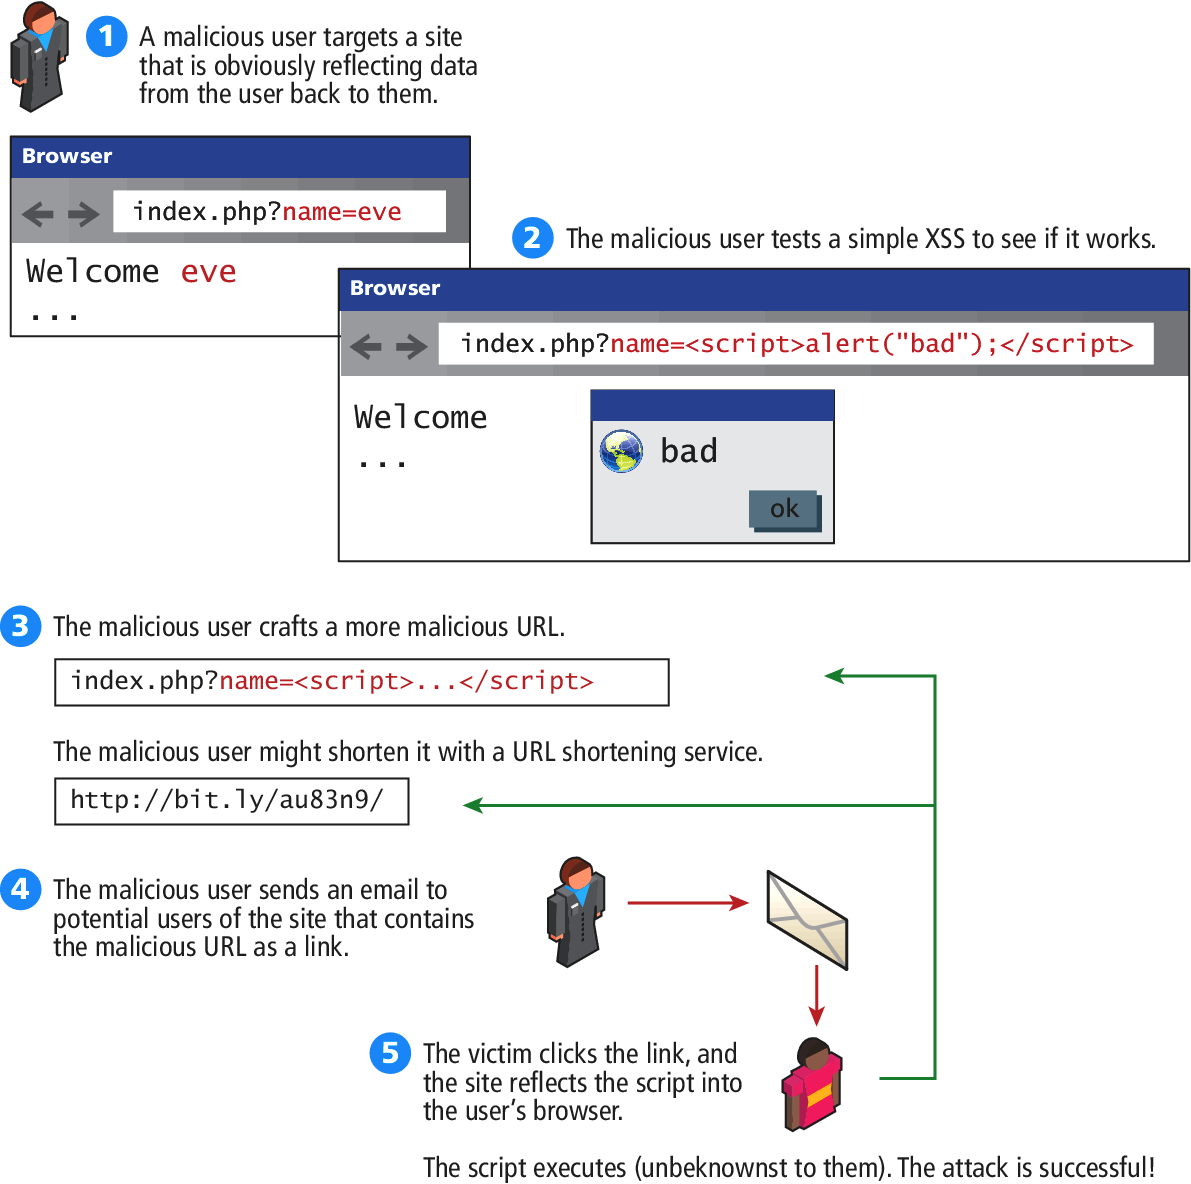 1 A malicious user targets a site
that is obviously reflecting data
from the user back to them.
Browser
index.php?name=eve
Welcome eve
...
2 The malicious user tests a simple XSS to see if it works.
Browser
index.php?name=<script>alert("bad");</script>
Welcome
...
bad
ok
3 The malicious user crafts a more malicious URL.
index.php?name=<script>...</script>
The malicious user might shorten it with a URL shortening service.
http://bit.ly/au83n9/
4 The malicious user sends an email to
potential users of the site that contains
the malicious URL as a link.
5 The victim clicks the link, and
the site reflects the script into
the user’s browser.
The script executes (unbeknownst to them). The attack is successful!